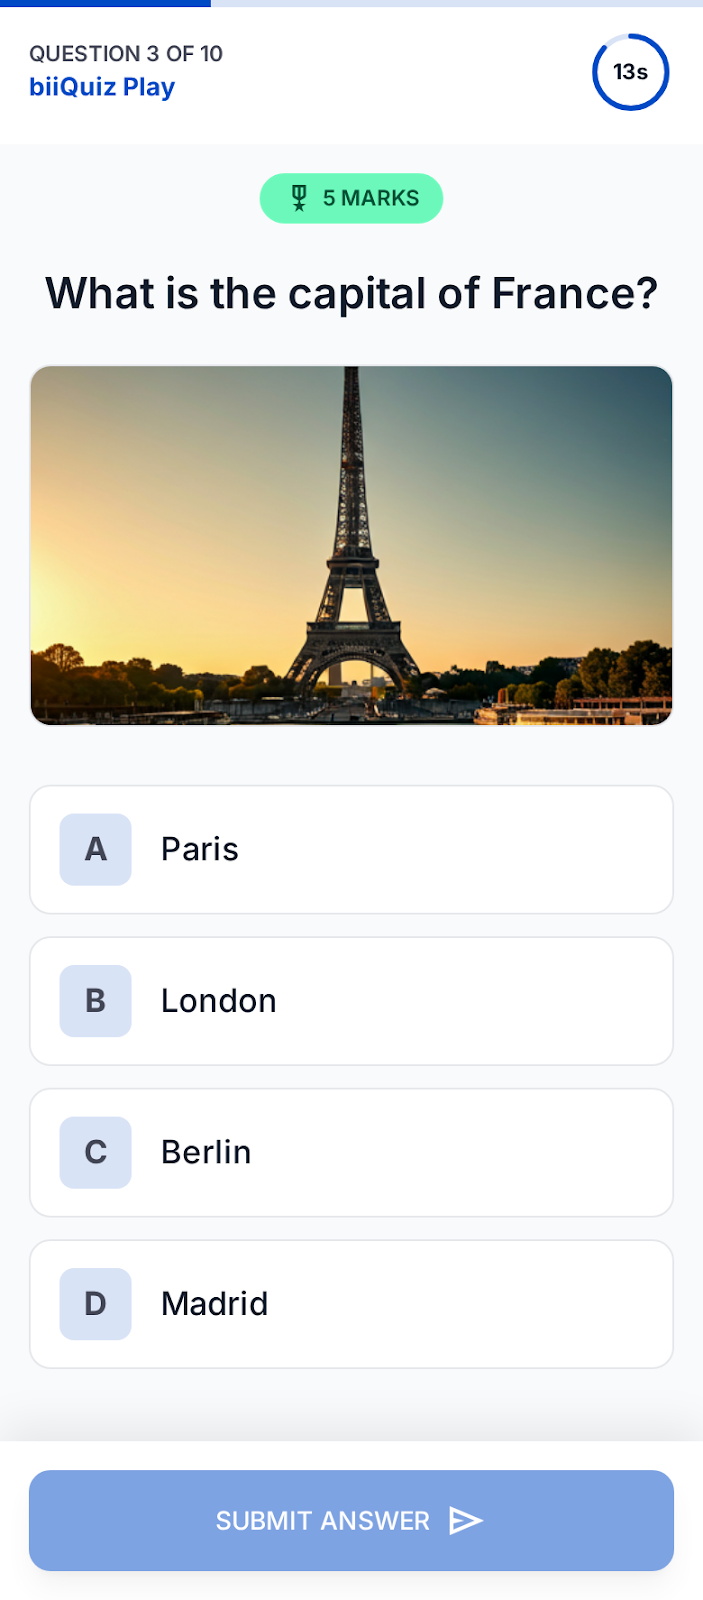 QUESTION 3 OF 10
biiQuiz Play
13s
5 MARKS
What is the capital of France?
A Paris
B London
C Berlin
D Madrid
SUBMIT ANSWER